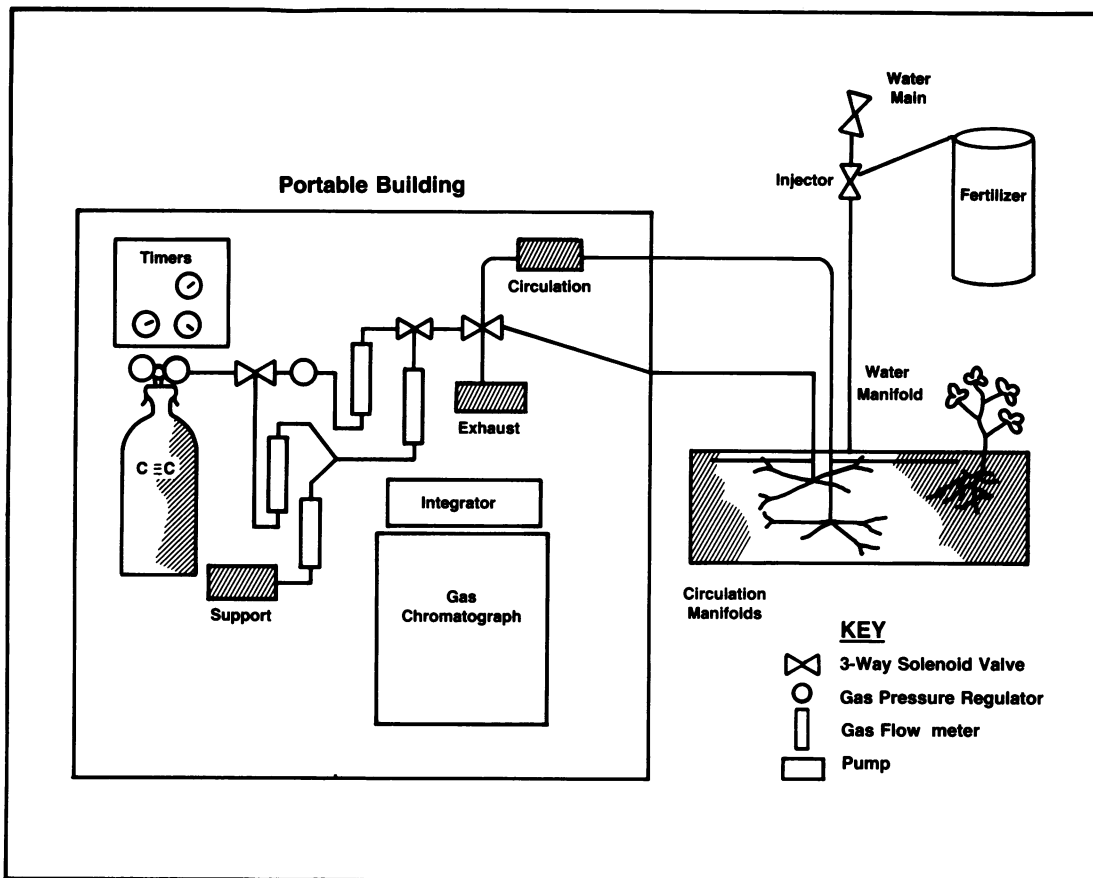 Water
Main
Injector
Fertilizer
Portable Building
Timers
Circulation
Water
Manifold
Exhaust
C≡C
Integrator
Gas
Chromatograph
Support
Circulation
Manifolds
KEY
3-Way Solenoid Valve
Gas Pressure Regulator
Gas Flow meter
Pump